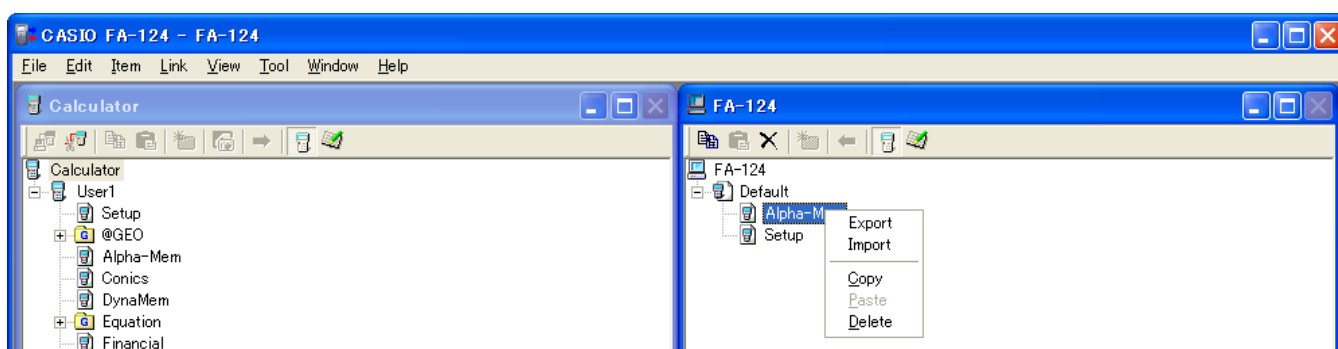 CASIO FA-124 - FA-124
File Edit Item Link View Tool Window Help
Calculator
Calculator
User1
Setup
@GEO
Alpha-Mem
Conics
DynaMem
Equation
Financial
FA-124
FA-124
Default
Alpha-M
Setup
Export
Import
Copy
Paste
Delete